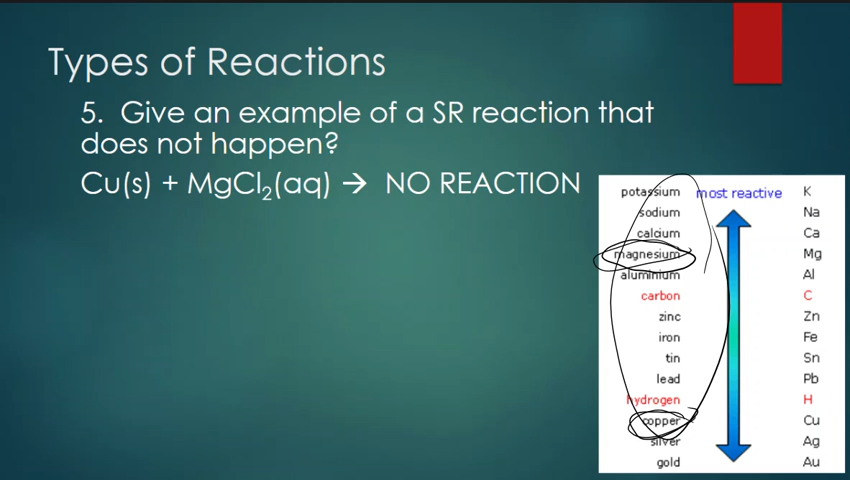 Types of Reactions
5. Give an example of a SR reaction that
does not happen?
Cu(s) + MgCl₂(aq) → NO REACTION
potassium most reactive K
sodium Na
calcium Ca
magnesium Mg
aluminium Al
carbon C
zinc Zn
iron Fe
tin Sn
lead Pb
hydrogen H
copper Cu
silver Ag
gold Au